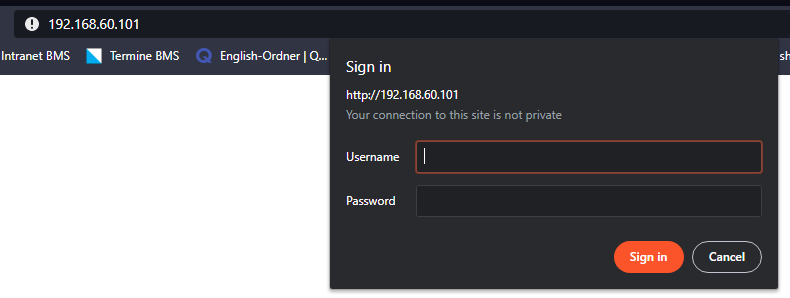 192.168.60.101
Intranet BMS Termine BMS English-Ordner | Q... sh
Sign in
http://192.168.60.101
Your connection to this site is not private
Username
Password
Sign in Cancel